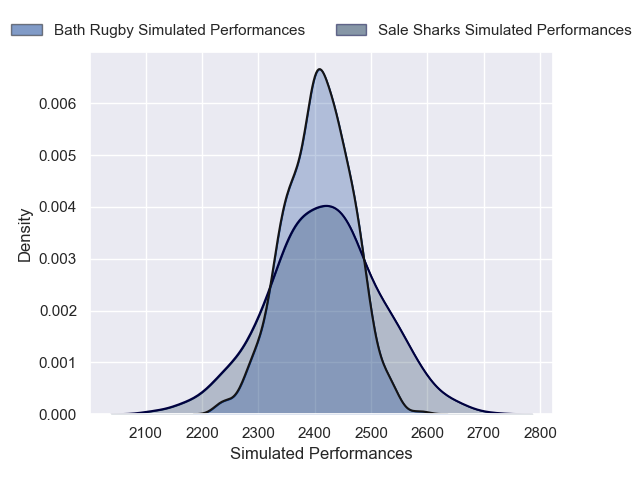 Bath Rugby Simulated Performances Sale Sharks Simulated Performances
0.006
0.005
0.004
0.003
0.002
0.001
0.000
Density
2100 2200 2300 2400 2500 2600 2700 2800
Simulated Performances